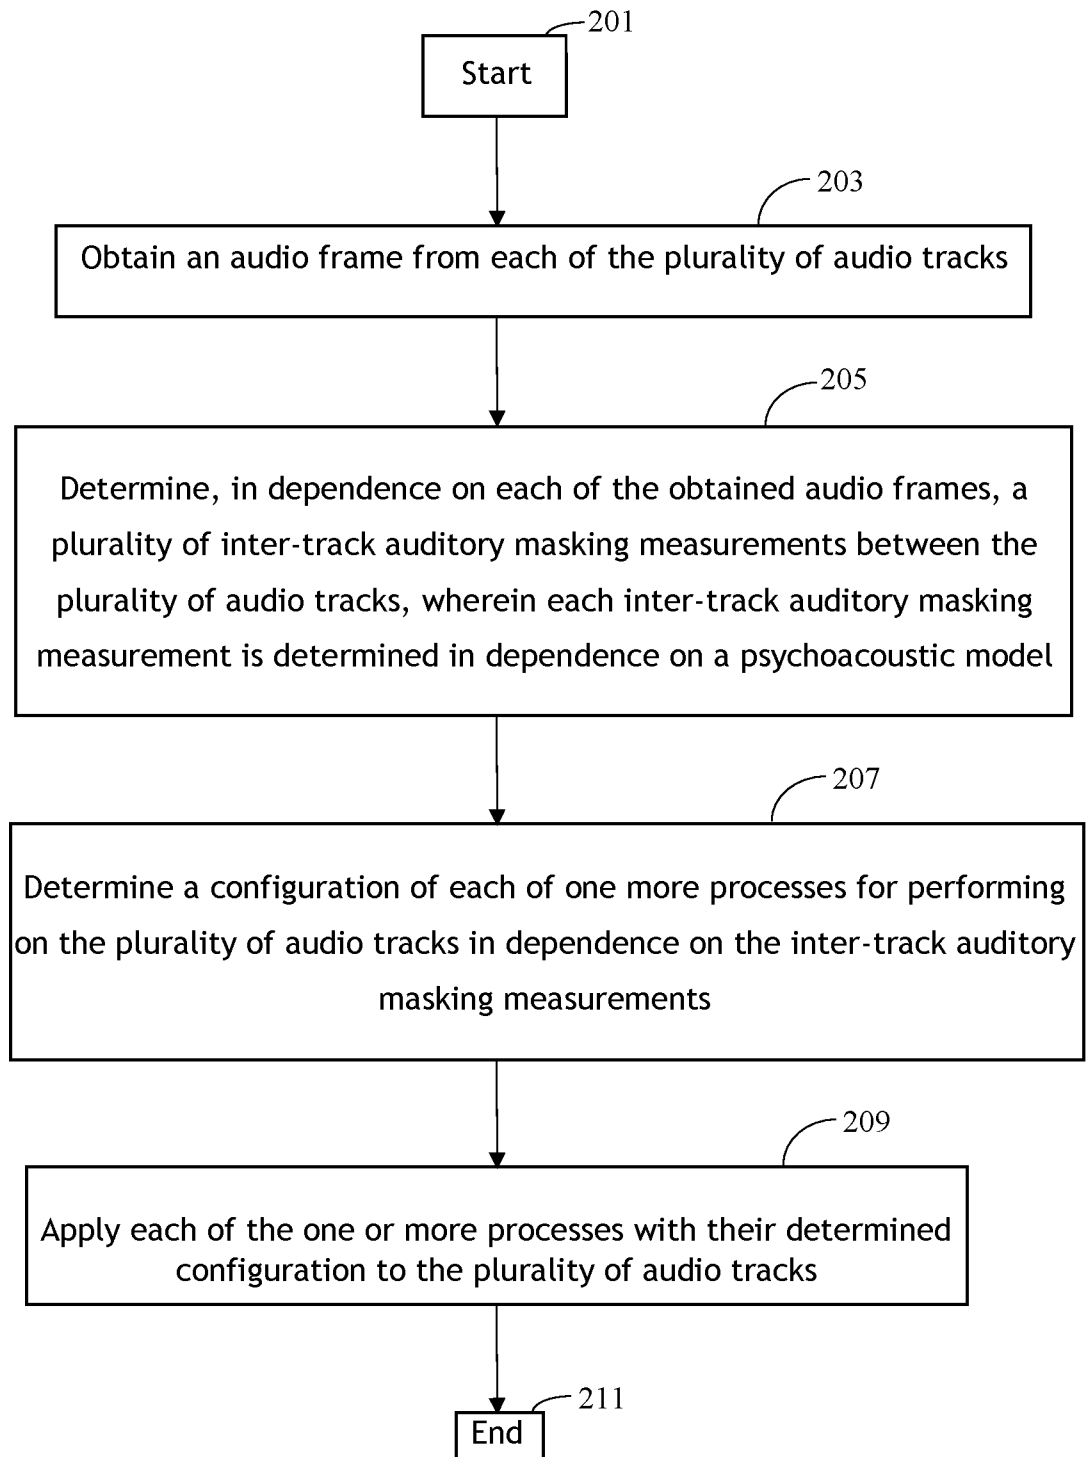 201
Start
203
Obtain an audio frame from each of the plurality of audio tracks
205
Determine, in dependence on each of the obtained audio frames, a
plurality of inter-track auditory masking measurements between the
plurality of audio tracks, wherein each inter-track auditory masking
measurement is determined in dependence on a psychoacoustic model
207
Determine a configuration of each of one more processes for performing
on the plurality of audio tracks in dependence on the inter-track auditory
masking measurements
209
Apply each of the one or more processes with their determined
configuration to the plurality of audio tracks
211
End